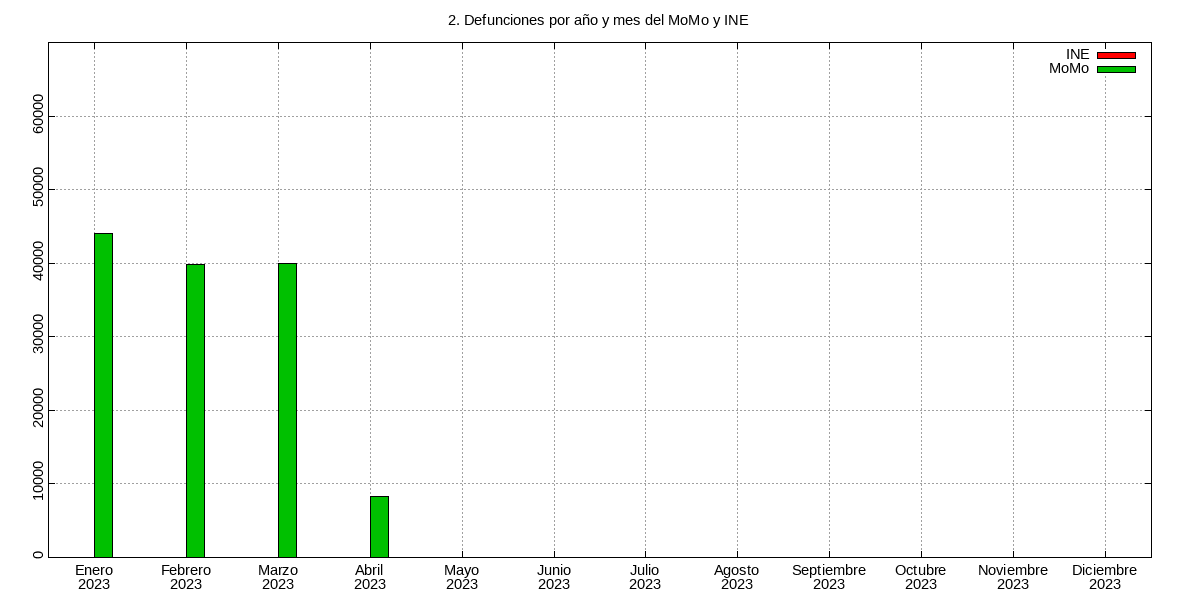 2. Defunciones por año y mes del MoMo y INE
INE
MoMo
60000
50000
40000
30000
20000
10000
0
Enero Febrero Marzo Abril Mayo Junio Julio Agosto Septiembre Octubre Noviembre Diciembre
2023 2023 2023 2023 2023 2023 2023 2023 2023 2023 2023 2023